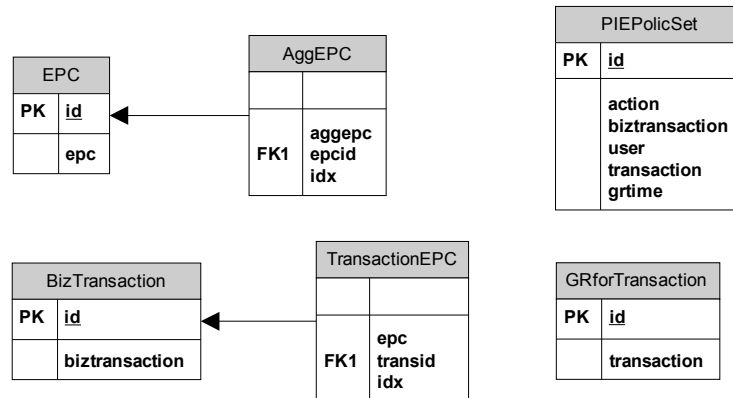 EPC
PK id
epc
AggEPC
aggepc
FK1 epcid
idx
PIEPolicSet
PK id
action
biztransaction
user
transaction
grtime
BizTransaction
PK id
biztransaction
TransactionEPC
epc
FK1 transid
idx
GRforTransaction
PK id
transaction